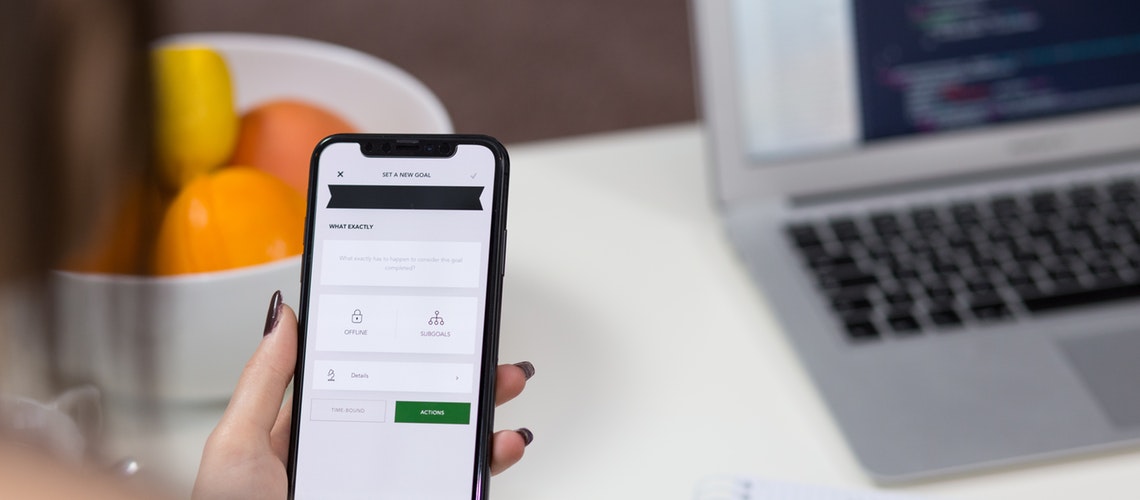 SET A NEW GOAL
WHAT EXACTLY
What exactly has to happen to consider this goal
completed?
OFFLINE SUBGOALS
Details
TIME-BOUND ACTIONS